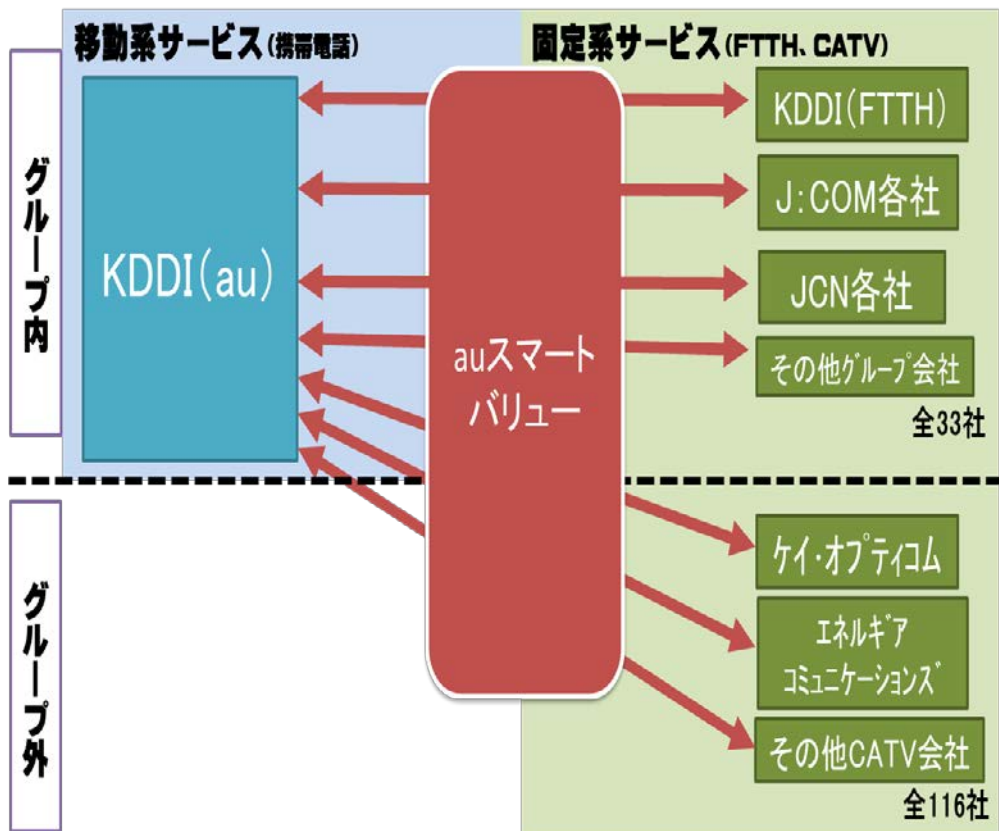 移動系サービス(携帯電話)
固定系サービス(FTTH、CATV)
グループ内
KDDI(au)
auスマート
バリュー
KDDI(FTTH)
J:COM各社
JCN各社
その他グループ会社
全33社
グループ外
ケイ・オプティコム
エネルギア
コミュニケーションズ
その他CATV会社
全116社